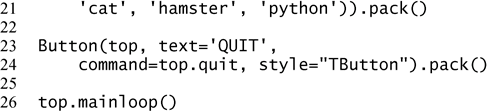 21 'cat', 'hamster', 'python')).pack()
22
23 Button(top, text='QUIT',
24 command=top.quit, style="TButton").pack()
25
26 top.mainloop()